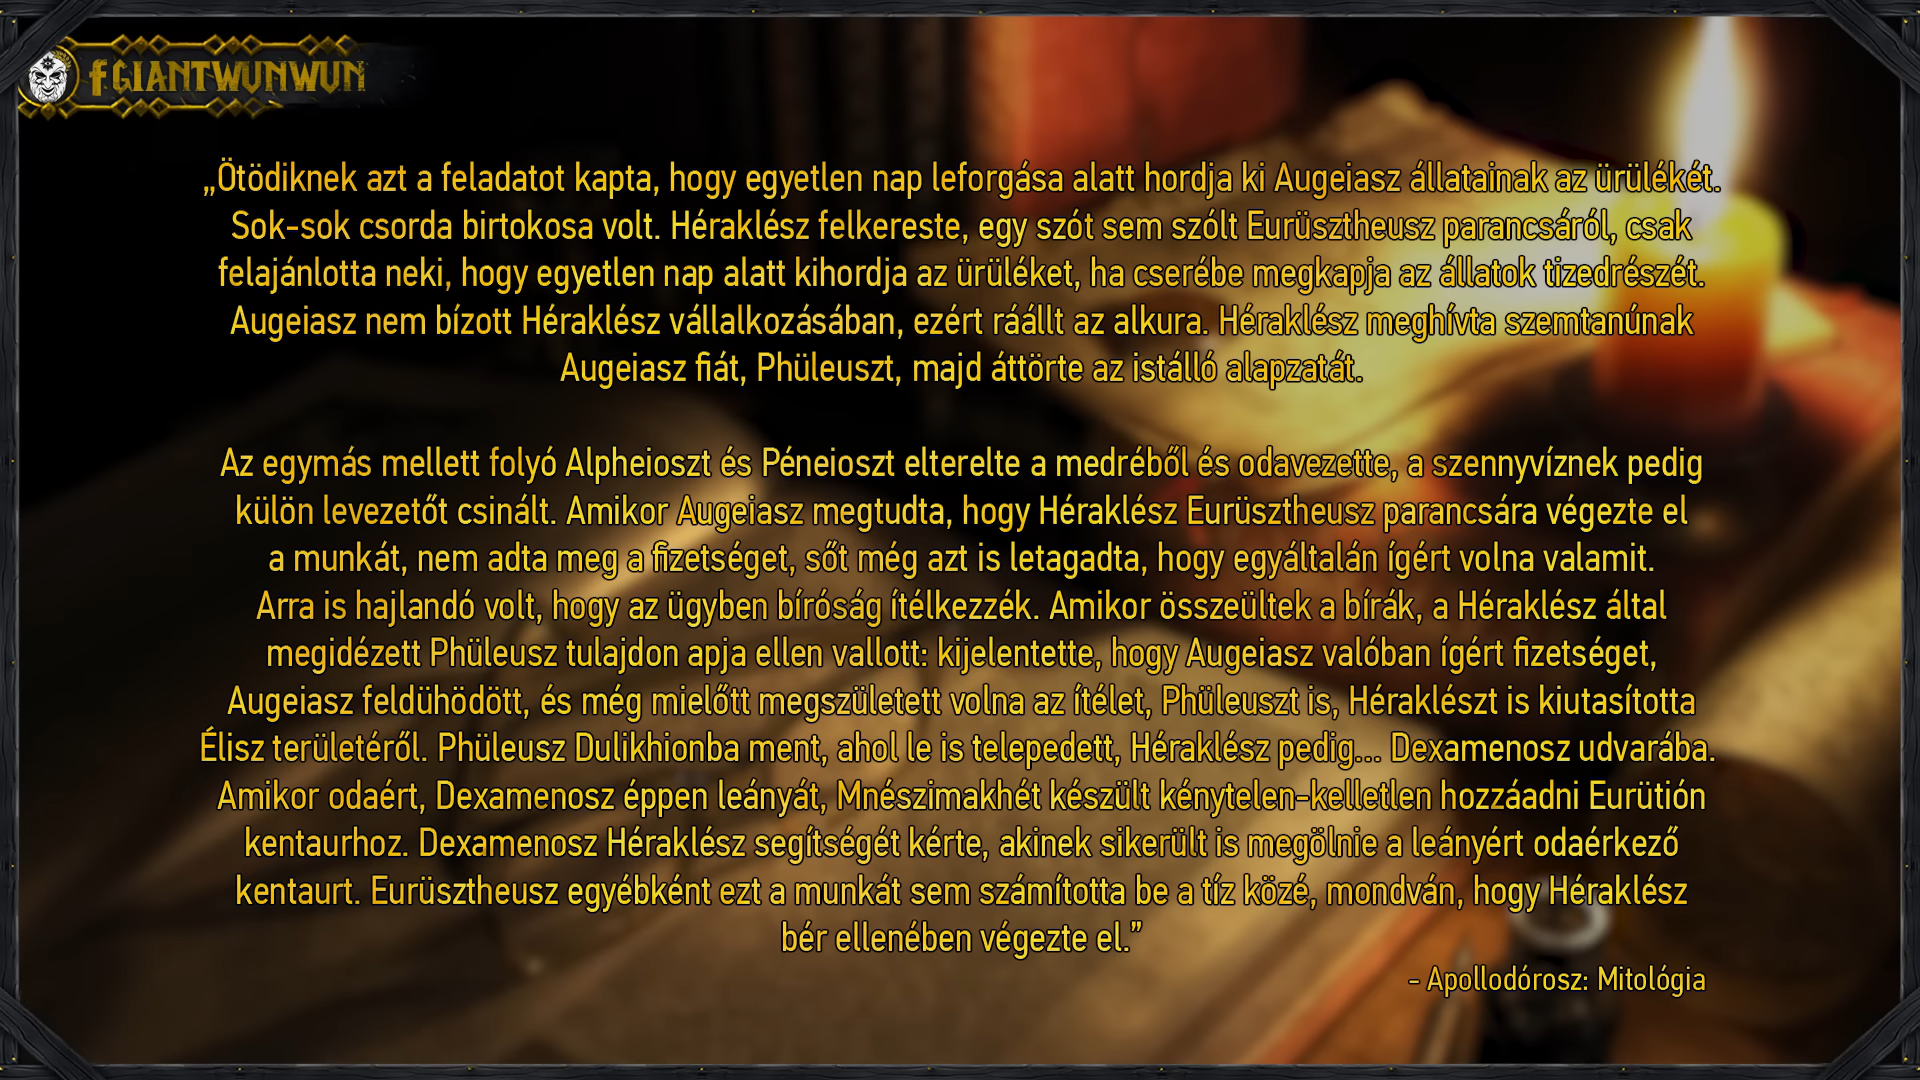 FGIANTWUNWUN
„Ötödiknek azt a feladatot kapta, hogy egyetlen nap leforgása alatt hordja ki Augeiasz állatainak az ürülékét.
Sok-sok csorda birtokosa volt. Héraklész felkereste, egy szót sem szólt Eurüsztheusz parancsáról, csak
felajánlotta neki, hogy egyetlen nap alatt kihordja az ürüléket, ha cserébe megkapja az állatok tizedrészét.
Augeiasz nem bízott Héraklész vállalkozásában, ezért ráállt az alkura. Héraklész meghívta szemtanúnak
Augeiasz fiát, Phüleuszt, majd áttörte az istálló alapzatát.
Az egymás mellett folyó Alpheioszt és Péneioszt elterelte a medréből és odavezette, a szennyvíznek pedig
külön levezetőt csinált. Amikor Augeiasz megtudta, hogy Héraklész Eurüsztheusz parancsára végezte el
a munkát, nem adta meg a fizetséget, sőt még azt is letagadta, hogy egyáltalán ígért volna valamit.
Arra is hajlandó volt, hogy az ügyben bíróság ítélkezzék. Amikor összeültek a bírák, a Héraklész által
megidézett Phüleusz tulajdon apja ellen vallott: kijelentette, hogy Augeiasz valóban ígért fizetséget,
Augeiasz feldühödött, és még mielőtt megszületett volna az ítélet, Phüleuszt is, Héraklészt is kiutasította
Élisz területéről. Phüleusz Dulikhionba ment, ahol le is telepedett, Héraklész pedig... Dexamenosz udvarába.
Amikor odaért, Dexamenosz éppen leányát, Mnészimakhét készült kénytelen-kelletlen hozzáadni Eurütión
kentaurhoz. Dexamenosz Héraklész segítségét kérte, akinek sikerült is megölnie a leányért odaérkező
kentaurt. Eurüsztheusz egyébként ezt a munkát sem számította be a tíz közé, mondván, hogy Héraklész
bér ellenében végezte el.”
- Apollodórosz: Mitológia